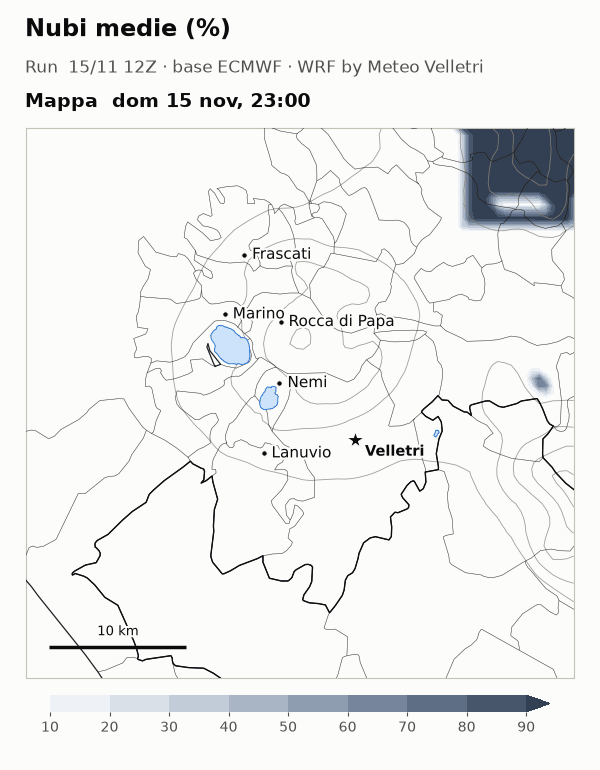 Nubi medie (%)
Run  15/11 12Z · base ECMWF · WRF by Meteo Velletri
Mappa  dom 15 nov, 23:00
Frascati
Marino
Rocca di Papa
Nemi
Velletri
Lanuvio
10 km
10 20 30 40 50 60 70 80 90